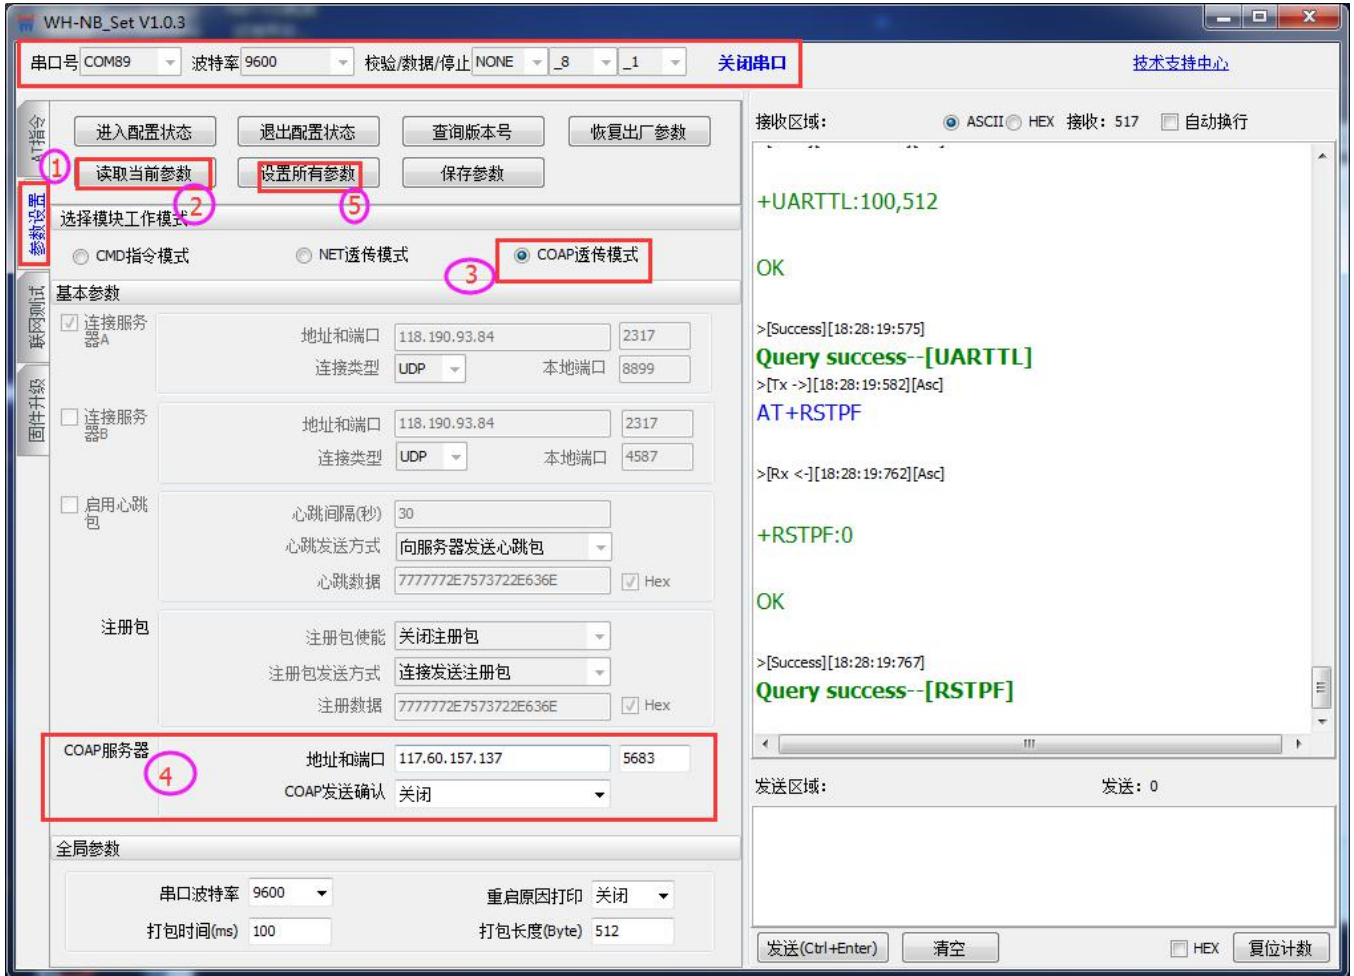 WH-NB_Set V1.0.3
串口号 COM89 波特率 9600 校验/数据/停止 NONE _8 _1 关闭串口 技术支持中心
AT指令
参数设置
联网测试
固件升级
进入配置状态 退出配置状态 查询版本号 恢复出厂参数
1 读取当前参数 设置所有参数 保存参数
2 5
选择模块工作模式
CMD指令模式 NET透传模式 COAP透传模式
3
基本参数
连接服务器A 地址和端口 118.190.93.84 2317
连接类型 UDP 本地端口 8899
连接服务器B 地址和端口 118.190.93.84 2317
连接类型 UDP 本地端口 4587
启用心跳包 心跳间隔(秒) 30
心跳发送方式 向服务器发送心跳包
心跳数据 7777772E7573722E636E Hex
注册包 注册包使能 关闭注册包
注册包发送方式 连接发送注册包
注册数据 7777772E7573722E636E Hex
COAP服务器 地址和端口 117.60.157.137 5683
4
COAP发送确认 关闭
全局参数
串口波特率 9600 重启原因打印 关闭
打包时间(ms) 100 打包长度(Byte) 512
接收区域: ASCII HEX 接收: 517 自动换行
+UARTTL:100,512
OK
>[Success][18:28:19:575]
Query success--[UARTTL]
>[Tx ->][18:28:19:582][Asc]
AT+RSTPF
>[Rx <-][18:28:19:762][Asc]
+RSTPF:0
OK
>[Success][18:28:19:767]
Query success--[RSTPF]
发送区域: 发送: 0
发送(Ctrl+Enter) 清空 HEX 复位计数